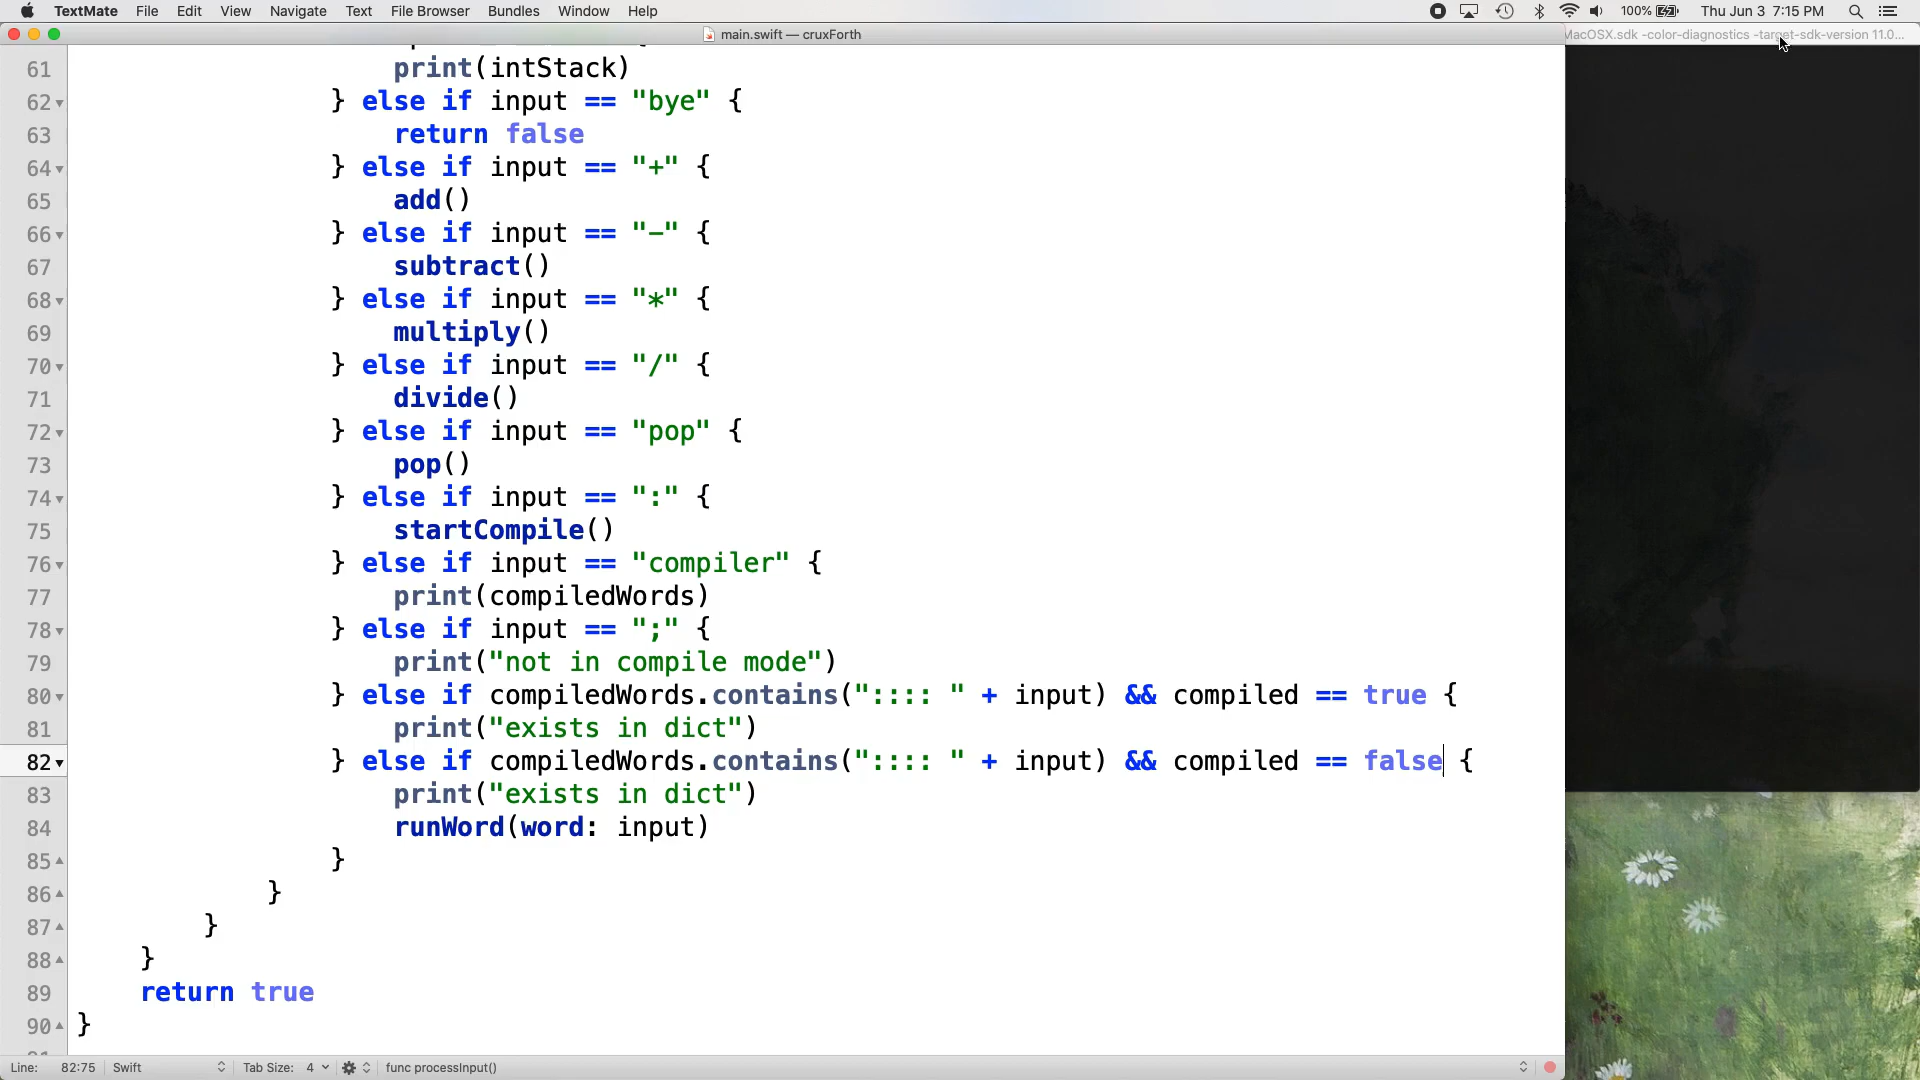 TextMate File Edit View Navigate Text File Browser Bundles Window Help 100% Thu Jun 3 7:15 PM
main.swift — cruxForth
MacOSX.sdk -color-diagnostics -target-sdk-version 11.0...
61 print(intStack)
62 } else if input == "bye" {
63 return false
64 } else if input == "+" {
65 add()
66 } else if input == "-" {
67 subtract()
68 } else if input == "*" {
69 multiply()
70 } else if input == "/" {
71 divide()
72 } else if input == "pop" {
73 pop()
74 } else if input == ":" {
75 startCompile()
76 } else if input == "compiler" {
77 print(compiledWords)
78 } else if input == ";" {
79 print("not in compile mode")
80 } else if compiledWords.contains(":::: " + input) && compiled == true {
81 print("exists in dict")
82 } else if compiledWords.contains(":::: " + input) && compiled == false {
83 print("exists in dict")
84 runWord(word: input)
85 }
86 }
87 }
88 }
89 return true
90 }
Line: 82:75 Swift Tab Size: 4 func processInput()